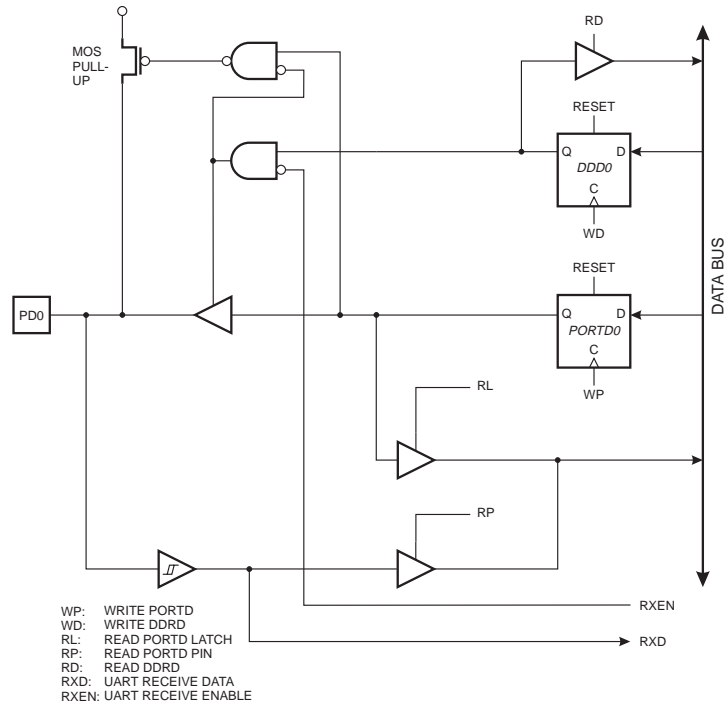 RD
MOS
PULL-
UP
RESET
Q D
DDD0
C
WD
DATA BUS
RESET
PD0
Q D
PORTD0
C
WP
RL
RP
RXEN
RXD
WP: WRITE PORTD
WD: WRITE DDRD
RL: READ PORTD LATCH
RP: READ PORTD PIN
RD: READ DDRD
RXD: UART RECEIVE DATA
RXEN: UART RECEIVE ENABLE